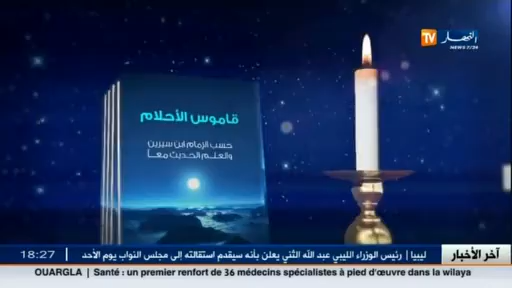 النهار TV
NEWS 7/24
قاموس الأحلام
حسب الإمام ابن سيرين
والعلم الحديث معا
آخر الأخبار
ليبيا | رئيس الوزراء الليبي عبد الله الثني يعلن بأنه سيقدم استقالته إلى مجلس النواب يوم الأحد
18:27
OUARGLA | Santé : un premier renfort de 36 médecins spécialistes à pied d'œuvre dans la wilaya